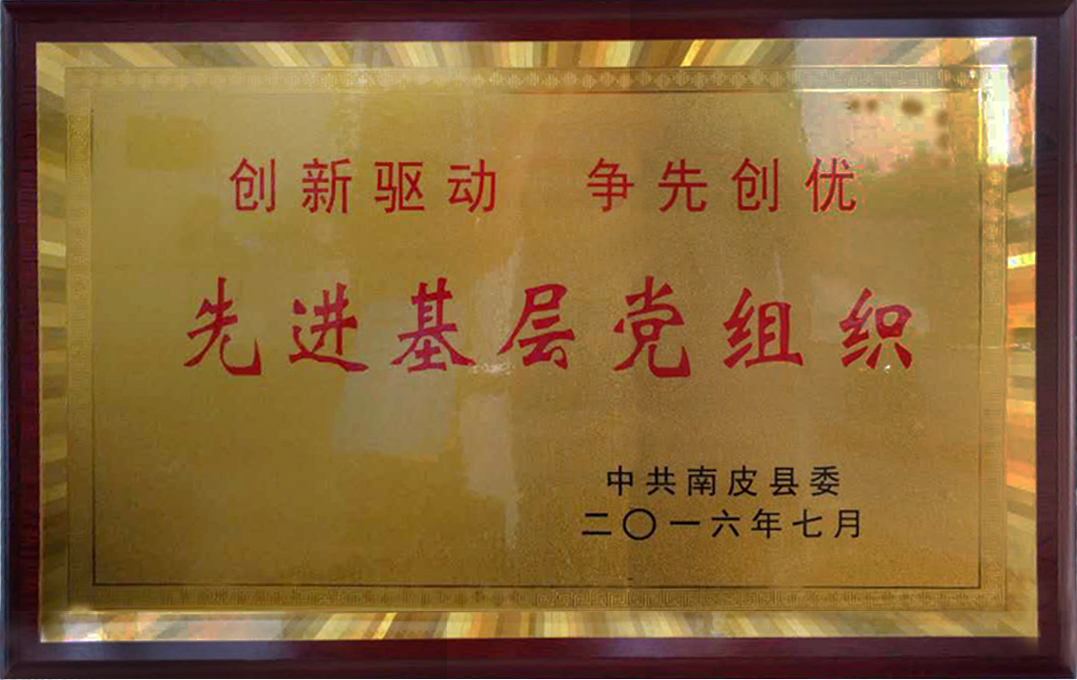 创新驱动 争先创优
先进基层党组织
中共南皮县委
二〇一六年七月